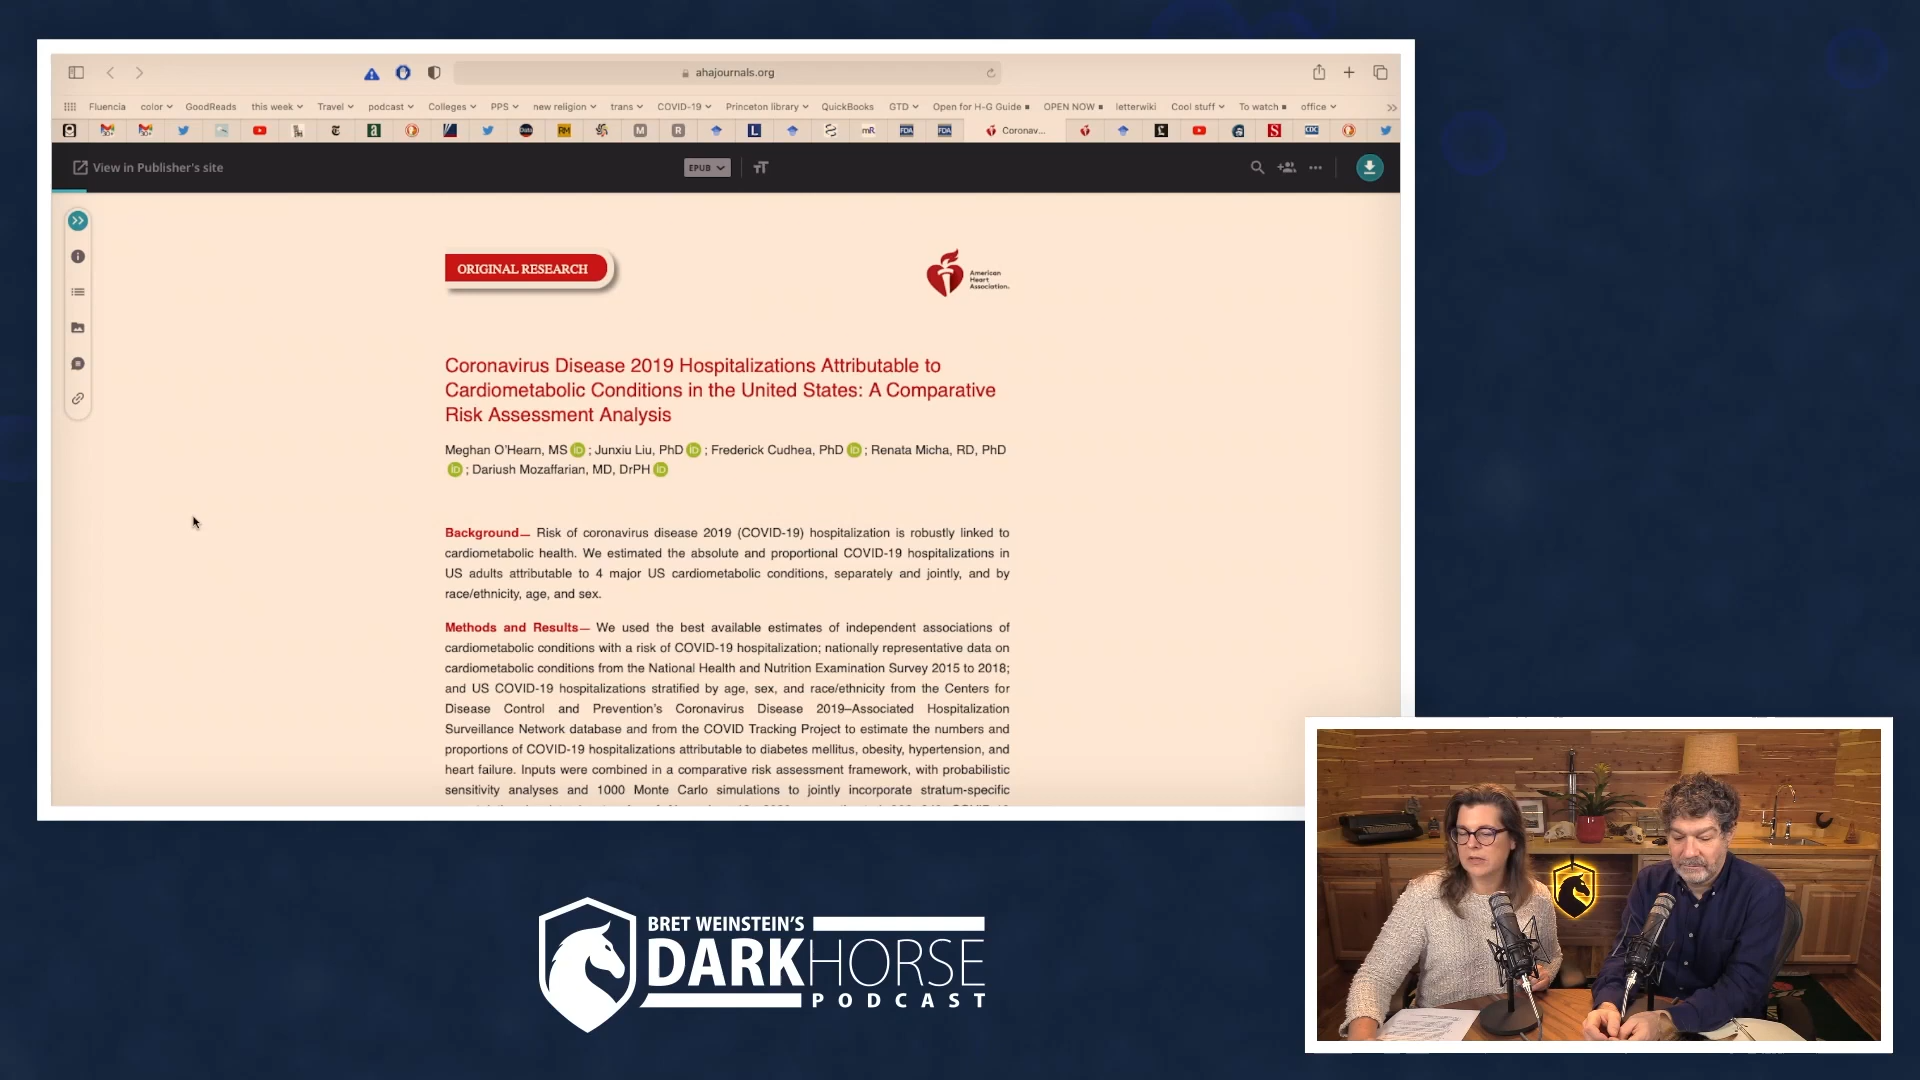 ahajournals.org
Fluencia color GoodReads this week Travel podcast Colleges PPS new religion trans COVID-19 Princeton library QuickBooks GTD Open for H-G Guide OPEN NOW letterwiki Cool stuff To watch office
M R L mR FDA FDA Coronav... L S CDC
View in Publisher's site
EPUB
ORIGINAL RESEARCH
American
Heart
Association.
Coronavirus Disease 2019 Hospitalizations Attributable to
Cardiometabolic Conditions in the United States: A Comparative
Risk Assessment Analysis
Meghan O'Hearn, MS iD ; Junxiu Liu, PhD iD ; Frederick Cudhea, PhD iD ; Renata Micha, RD, PhD
iD ; Dariush Mozaffarian, MD, DrPH iD
Background— Risk of coronavirus disease 2019 (COVID-19) hospitalization is robustly linked to
cardiometabolic health. We estimated the absolute and proportional COVID-19 hospitalizations in
US adults attributable to 4 major US cardiometabolic conditions, separately and jointly, and by
race/ethnicity, age, and sex.
Methods and Results— We used the best available estimates of independent associations of
cardiometabolic conditions with a risk of COVID-19 hospitalization; nationally representative data on
cardiometabolic conditions from the National Health and Nutrition Examination Survey 2015 to 2018;
and US COVID-19 hospitalizations stratified by age, sex, and race/ethnicity from the Centers for
Disease Control and Prevention's Coronavirus Disease 2019–Associated Hospitalization
Surveillance Network database and from the COVID Tracking Project to estimate the numbers and
proportions of COVID-19 hospitalizations attributable to diabetes mellitus, obesity, hypertension, and
heart failure. Inputs were combined in a comparative risk assessment framework, with probabilistic
sensitivity analyses and 1000 Monte Carlo simulations to jointly incorporate stratum-specific
BRET WEINSTEIN'S
DARKHORSE
PODCAST